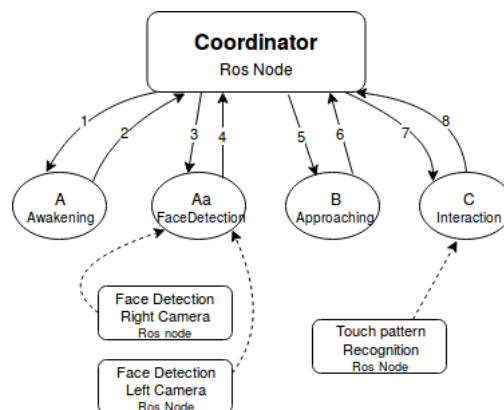 Coordinator
Ros Node
1
2
3
4
5
6
7
8
A
Awakening
Aa
FaceDetection
B
Approaching
C
Interaction
Face Detection
Right Camera
Ros node
Touch pattern
Recognition
Ros Node
Face Detection
Left Camera
Ros Node